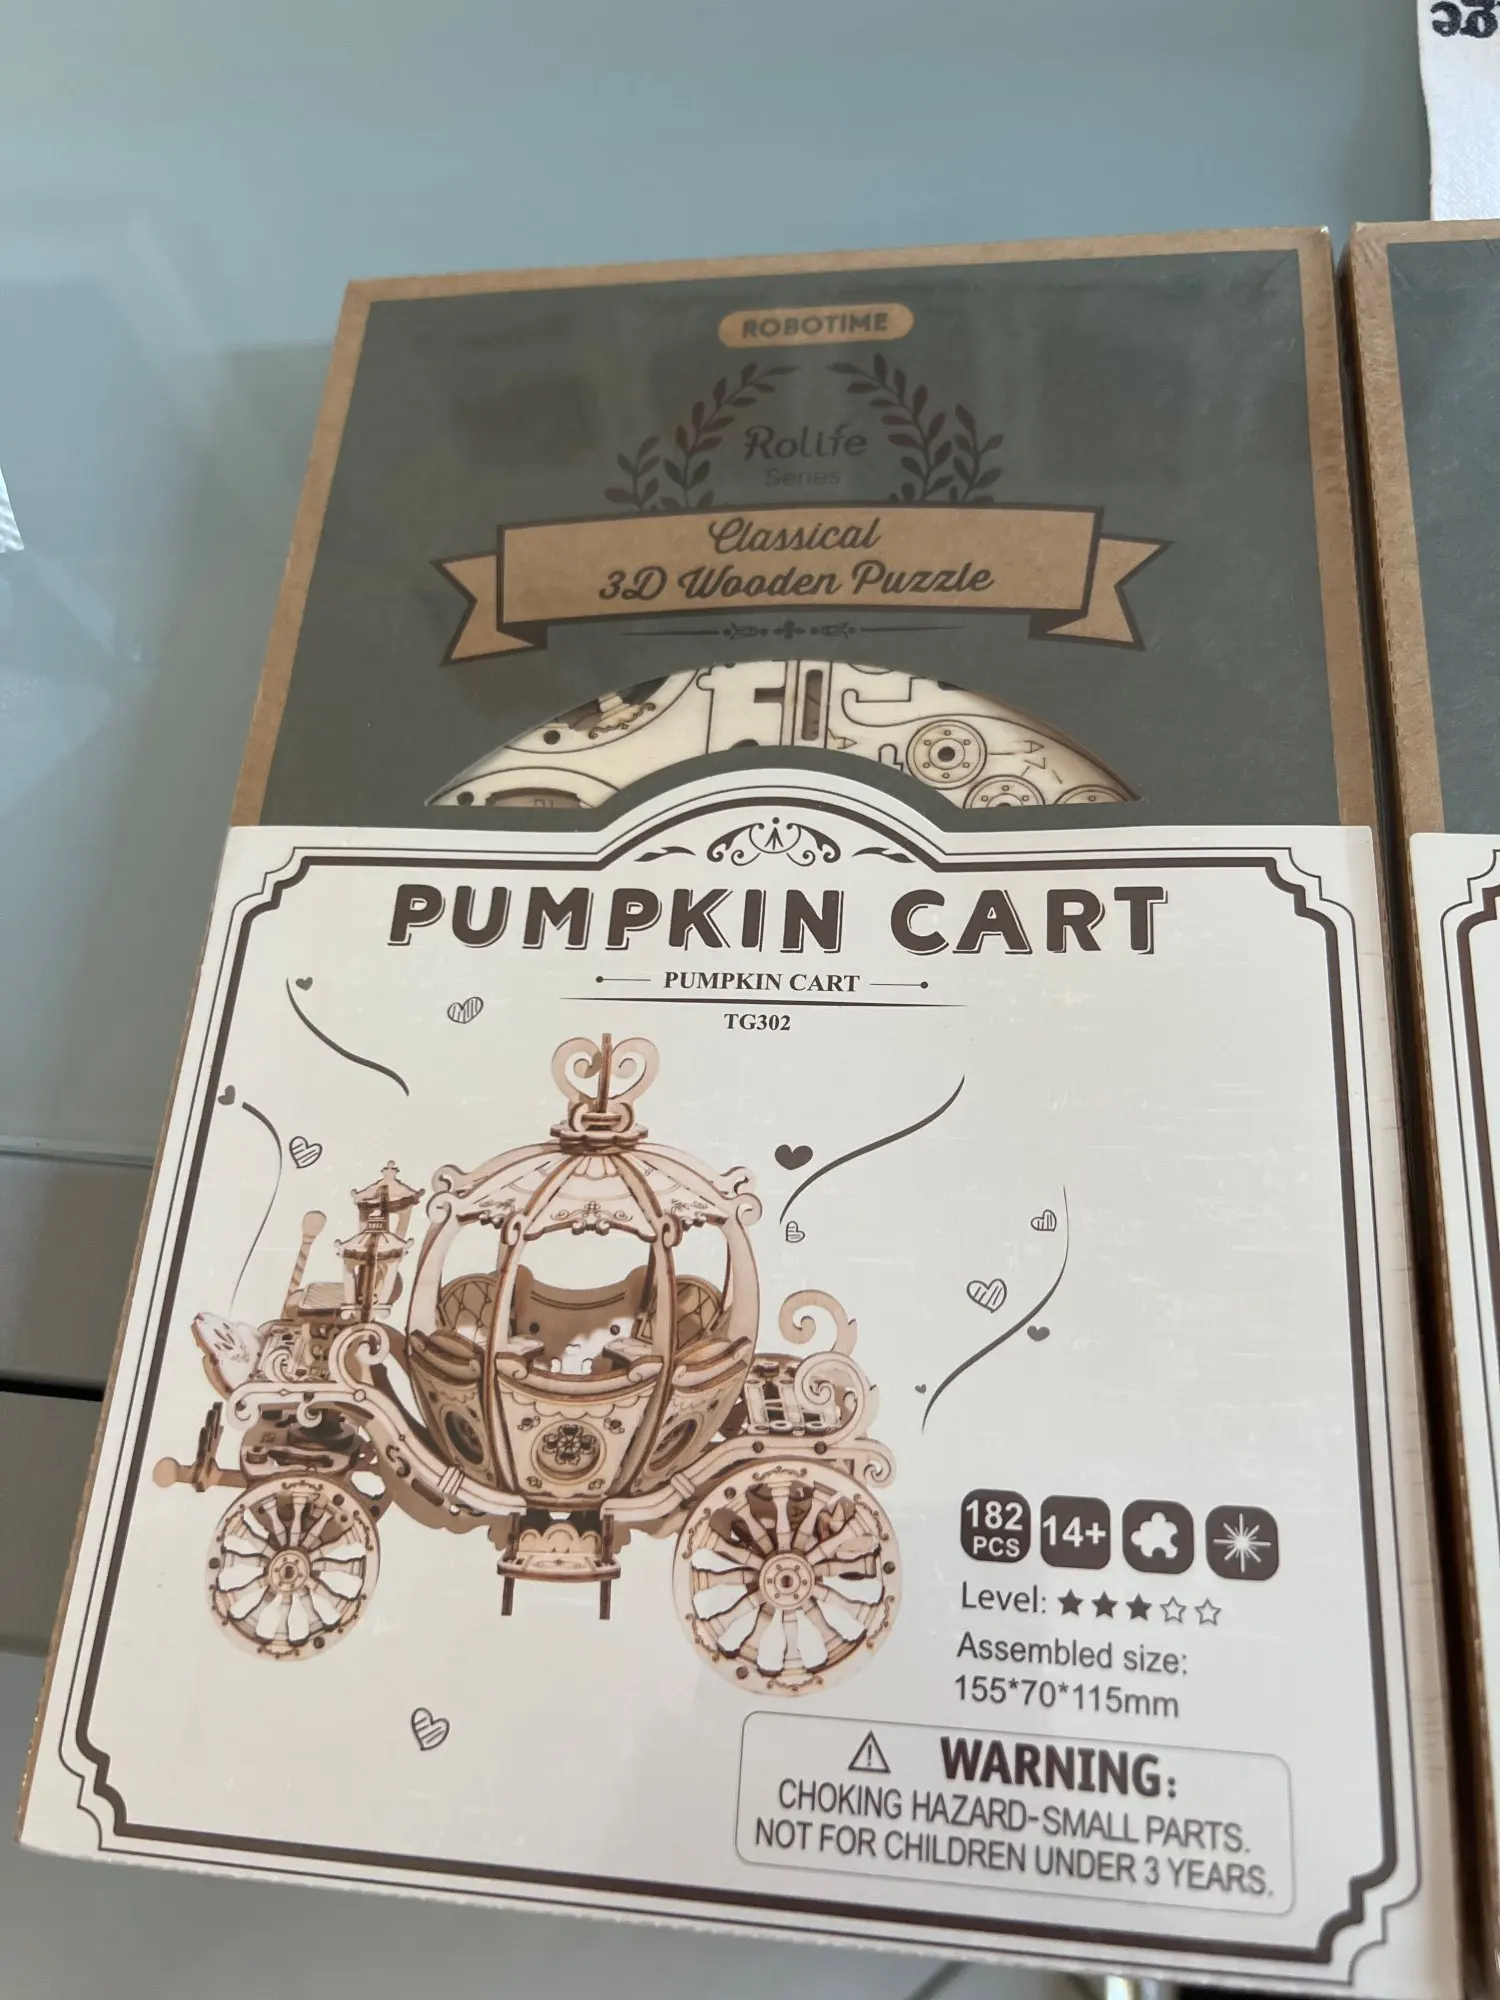 ROBOTIME
Rolife
Series
Classical
3D Wooden Puzzle
PUMPKIN CART
PUMPKIN CART
TG302
182
PCS
14+
Level: ★★★☆☆
Assembled size:
155*70*115mm
WARNING:
CHOKING HAZARD-SMALL PARTS.
NOT FOR CHILDREN UNDER 3 YEARS.